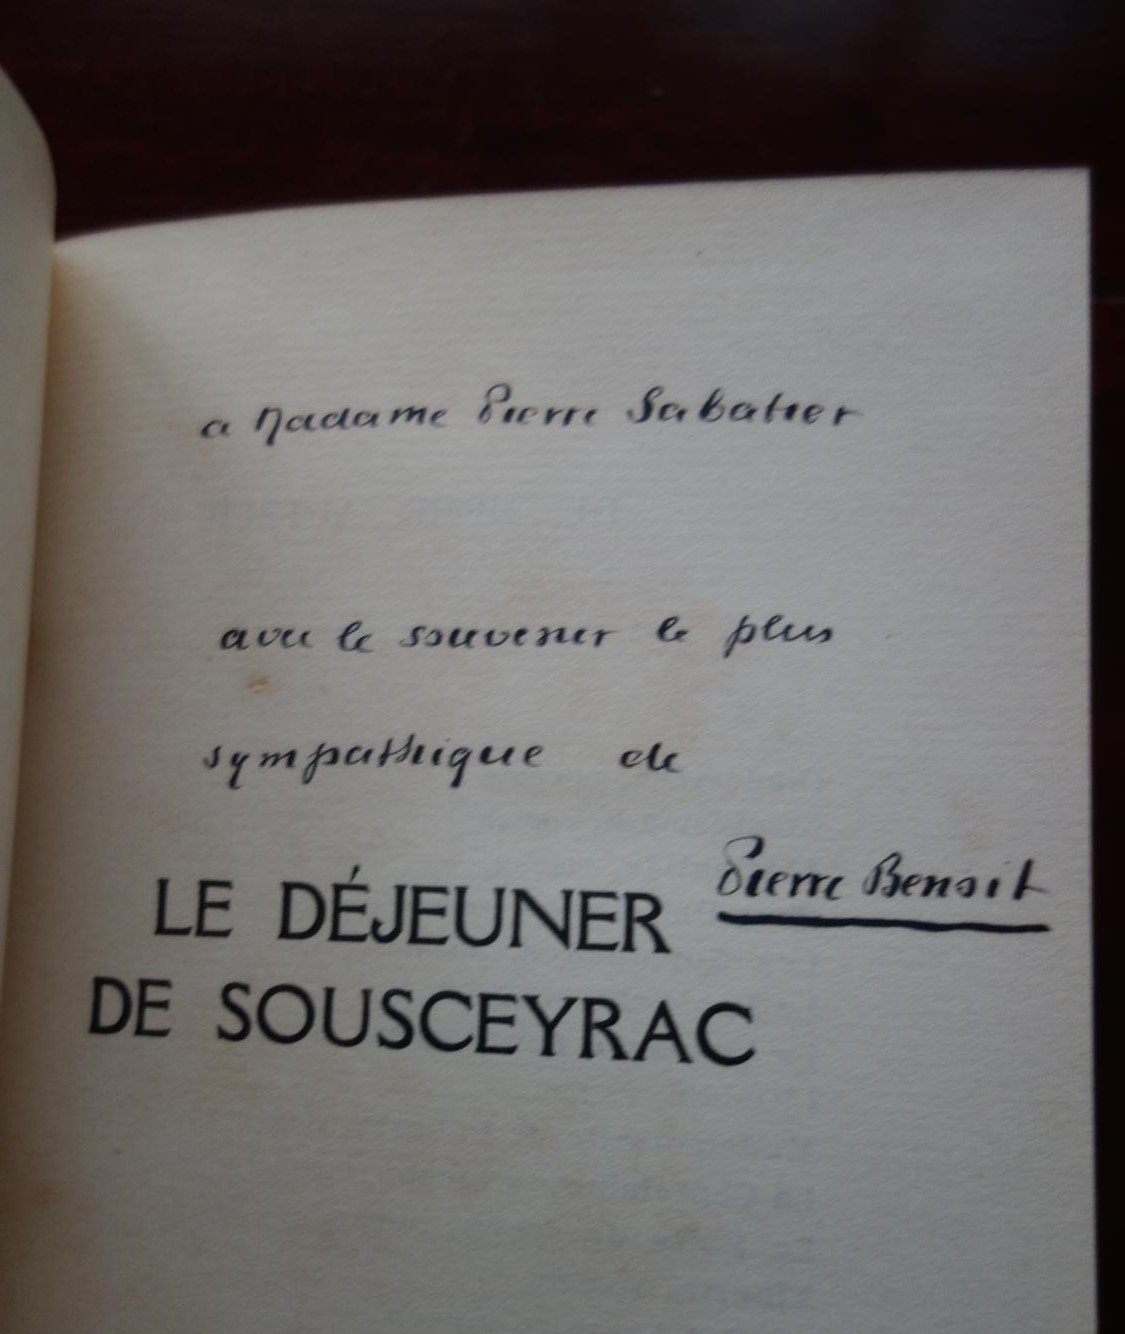 a Madame Pierre Sabatier
avec le souvenir le plus
sympathique de
Pierre Benoit
LE DÉJEUNER
DE SOUSCEYRAC